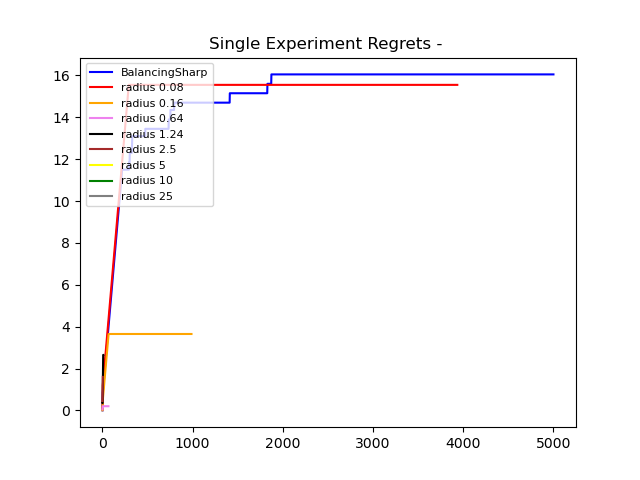 Single Experiment Regrets -
BalancingSharp
radius 0.08
radius 0.16
radius 0.64
radius 1.24
radius 2.5
radius 5
radius 10
radius 25
16
14
12
10
8
6
4
2
0
0 1000 2000 3000 4000 5000